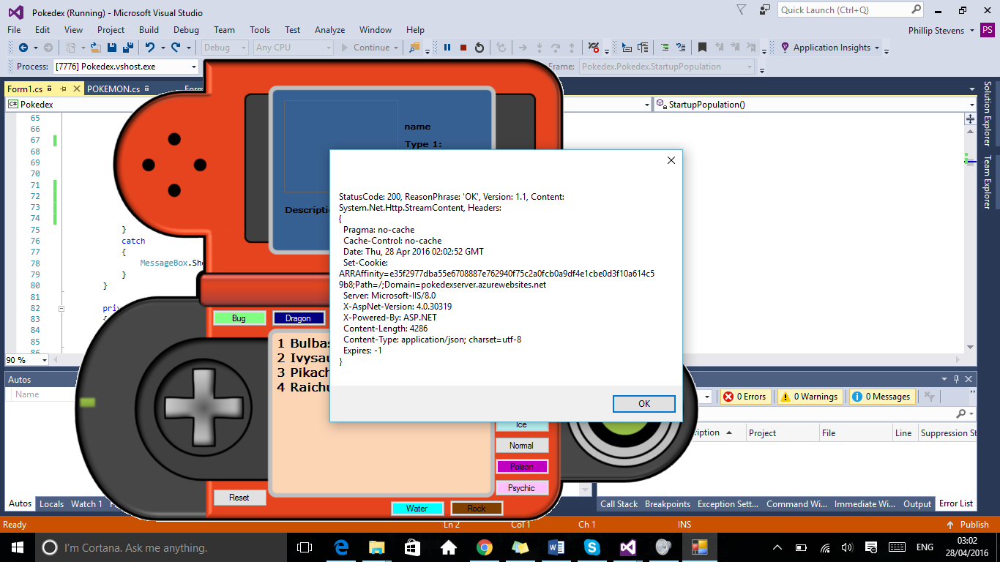 Pokedex (Running) - Microsoft Visual Studio
Quick Launch (Ctrl+Q)
File Edit View Project Build Debug Team Tools Test Analyze Window Help
Phillip Stevens PS
Debug Any CPU Continue Application Insights
Process: [7776] Pokedex.vshost.exe
Frame: Pokedex.Pokedex.StartupPopulation
Form1.cs POKEMON.cs Form
C# Pokedex
StartupPopulation()
65
66
67
68
69
70
71
72
73
74
75 }
76 catch
77 {
78 MessageBox.Sho
79 }
80 }
81
82 priv
83 {
84
85
86
90 %
Solution Explorer
Team Explorer
name
Type 1:
Descripti
StatusCode: 200, ReasonPhrase: 'OK', Version: 1.1, Content:
System.Net.Http.StreamContent, Headers:
{
Pragma: no-cache
Cache-Control: no-cache
Date: Thu, 28 Apr 2016 02:02:52 GMT
Set-Cookie:
ARRAffinity=e35f2977dba55e6708887e762940f75c2a0fcb0a9df4e1cbe0d3f10a614c5
9b8;Path=/;Domain=pokedexserver.azurewebsites.net
Server: Microsoft-IIS/8.0
X-AspNet-Version: 4.0.30319
X-Powered-By: ASP.NET
Content-Length: 4286
Content-Type: application/json; charset=utf-8
Expires: -1
}
OK
Bug Dragon
1 Bulbas
2 Ivysau
3 Pikach
4 Raichu
Ice
Normal
Poison
Psychic
Reset
Water Rock
Autos
Name
0 Errors 0 Warnings 0 Messages
ription Project File Line Suppression St
Autos Locals Watch 1
Call Stack Breakpoints Exception Sett... Command Wi... Immediate Wi... Output Error List
Ready Ln 2 Col 1 Ch 1 INS Publish
I'm Cortana. Ask me anything.
ENG
03:02
28/04/2016